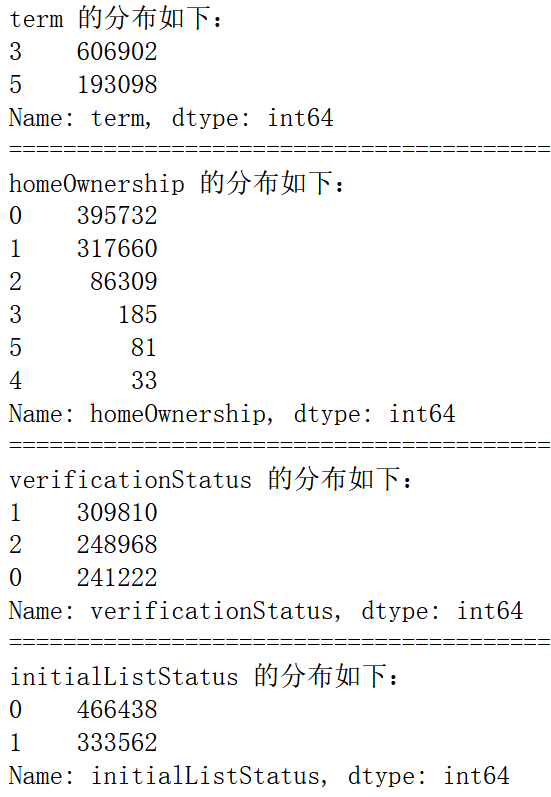 term 的分布如下：
3    606902
5    193098
Name: term, dtype: int64
========================================
homeOwnership 的分布如下：
0    395732
1    317660
2     86309
3       185
5        81
4        33
Name: homeOwnership, dtype: int64
========================================
verificationStatus 的分布如下：
1    309810
2    248968
0    241222
Name: verificationStatus, dtype: int64
========================================
initialListStatus 的分布如下：
0    466438
1    333562
Name: initialListStatus, dtype: int64